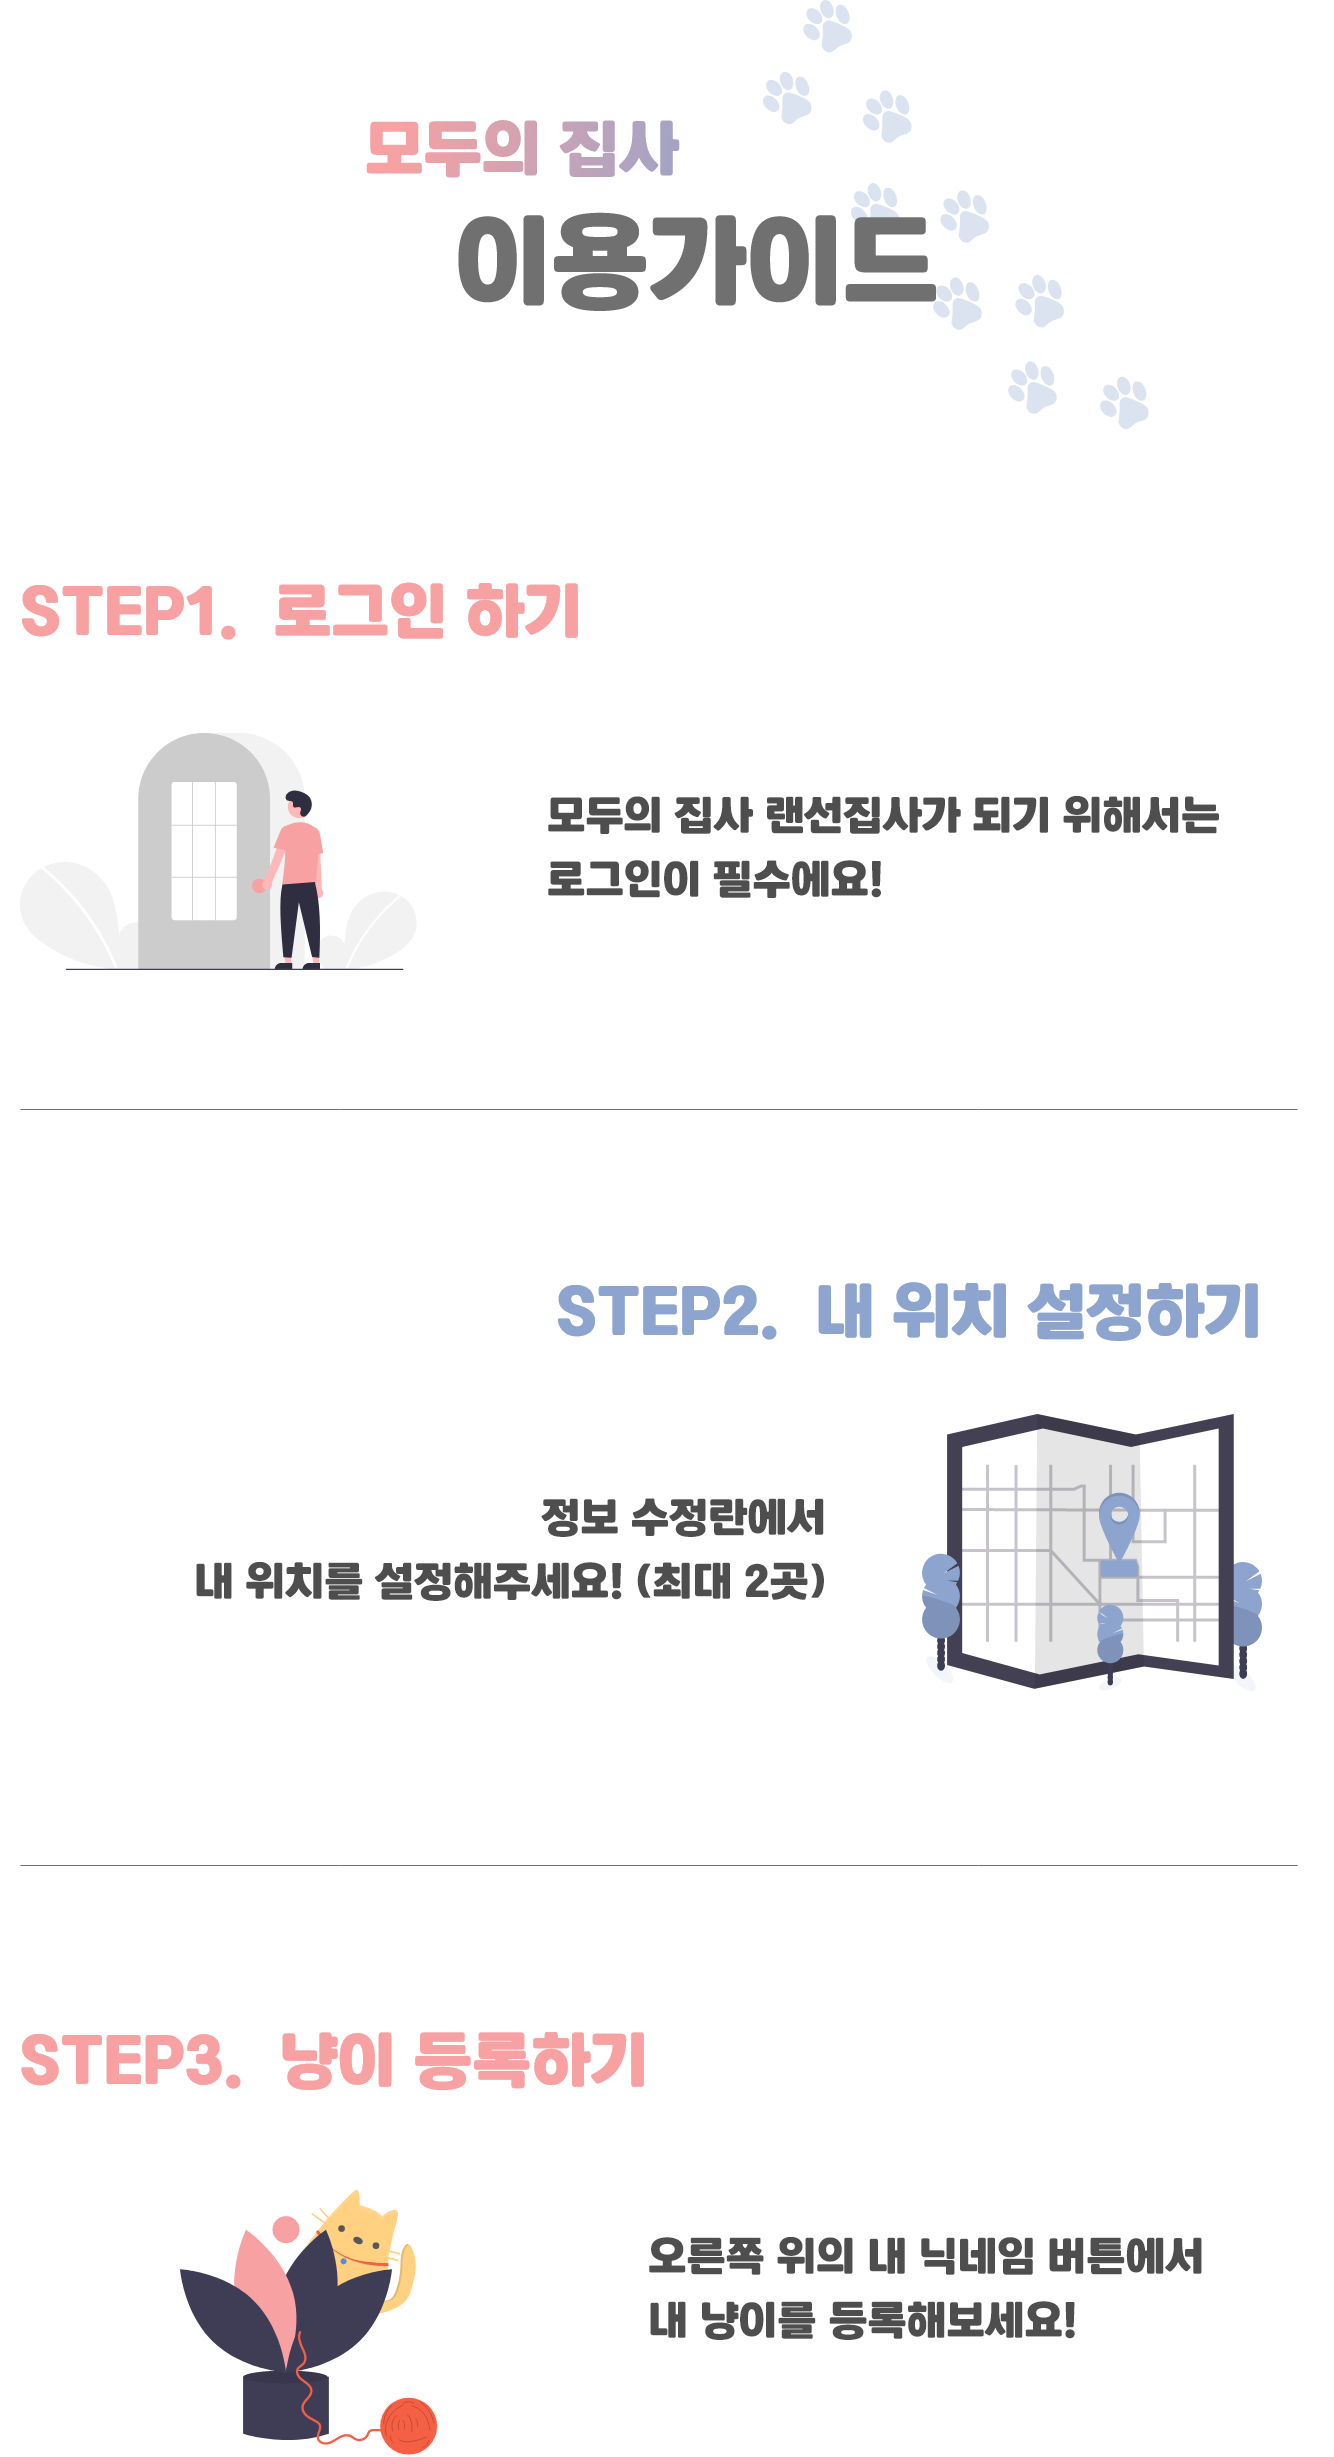 모두의 집사
이용가이드
STEP1. 로그인 하기
모두의 집사 랜선집사가 되기 위해서는
로그인이 필수에요!
STEP2. 내 위치 설정하기
정보 수정란에서
내 위치를 설정해주세요! (최대 2곳)
STEP3. 냥이 등록하기
오른쪽 위의 내 닉네임 버튼에서
내 냥이를 등록해보세요!